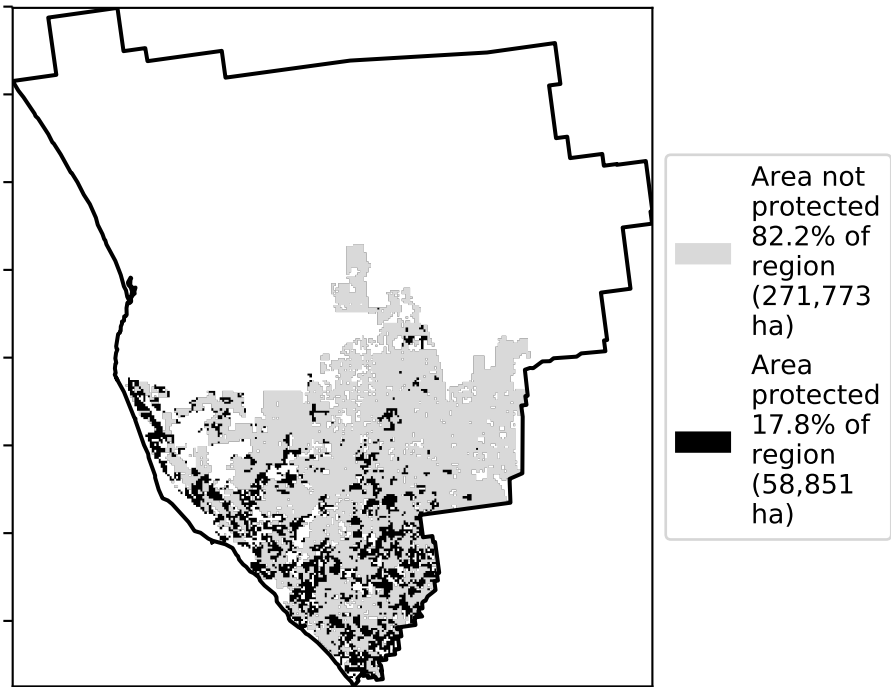 Area not
protected
82.2% of
region
(271,773
ha)
Area
protected
17.8% of
region
(58,851
ha)